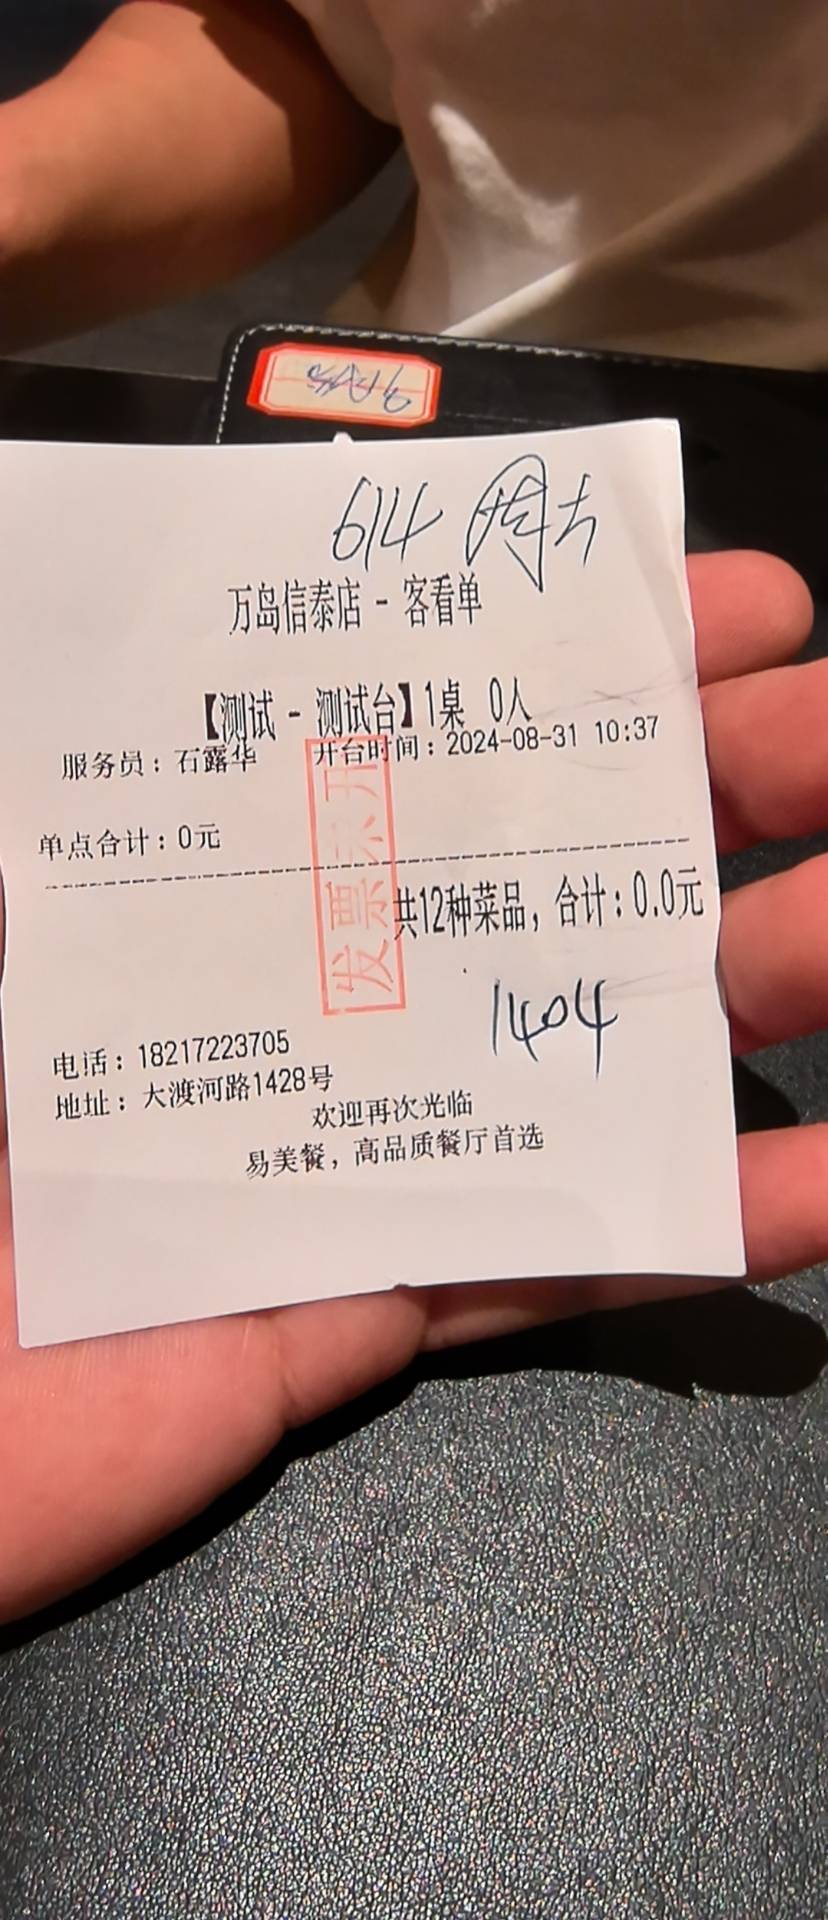 614
万岛信泰店 - 客看单
【测试 - 测试台】1桌 0人
服务员：石露华 开台时间：2024-08-31 10:37
单点合计：0元
共12种菜品，合计：0.0元
发票未开
1404
电话：18217223705
地址：大渡河路1428号
欢迎再次光临
易美餐，高品质餐厅首选